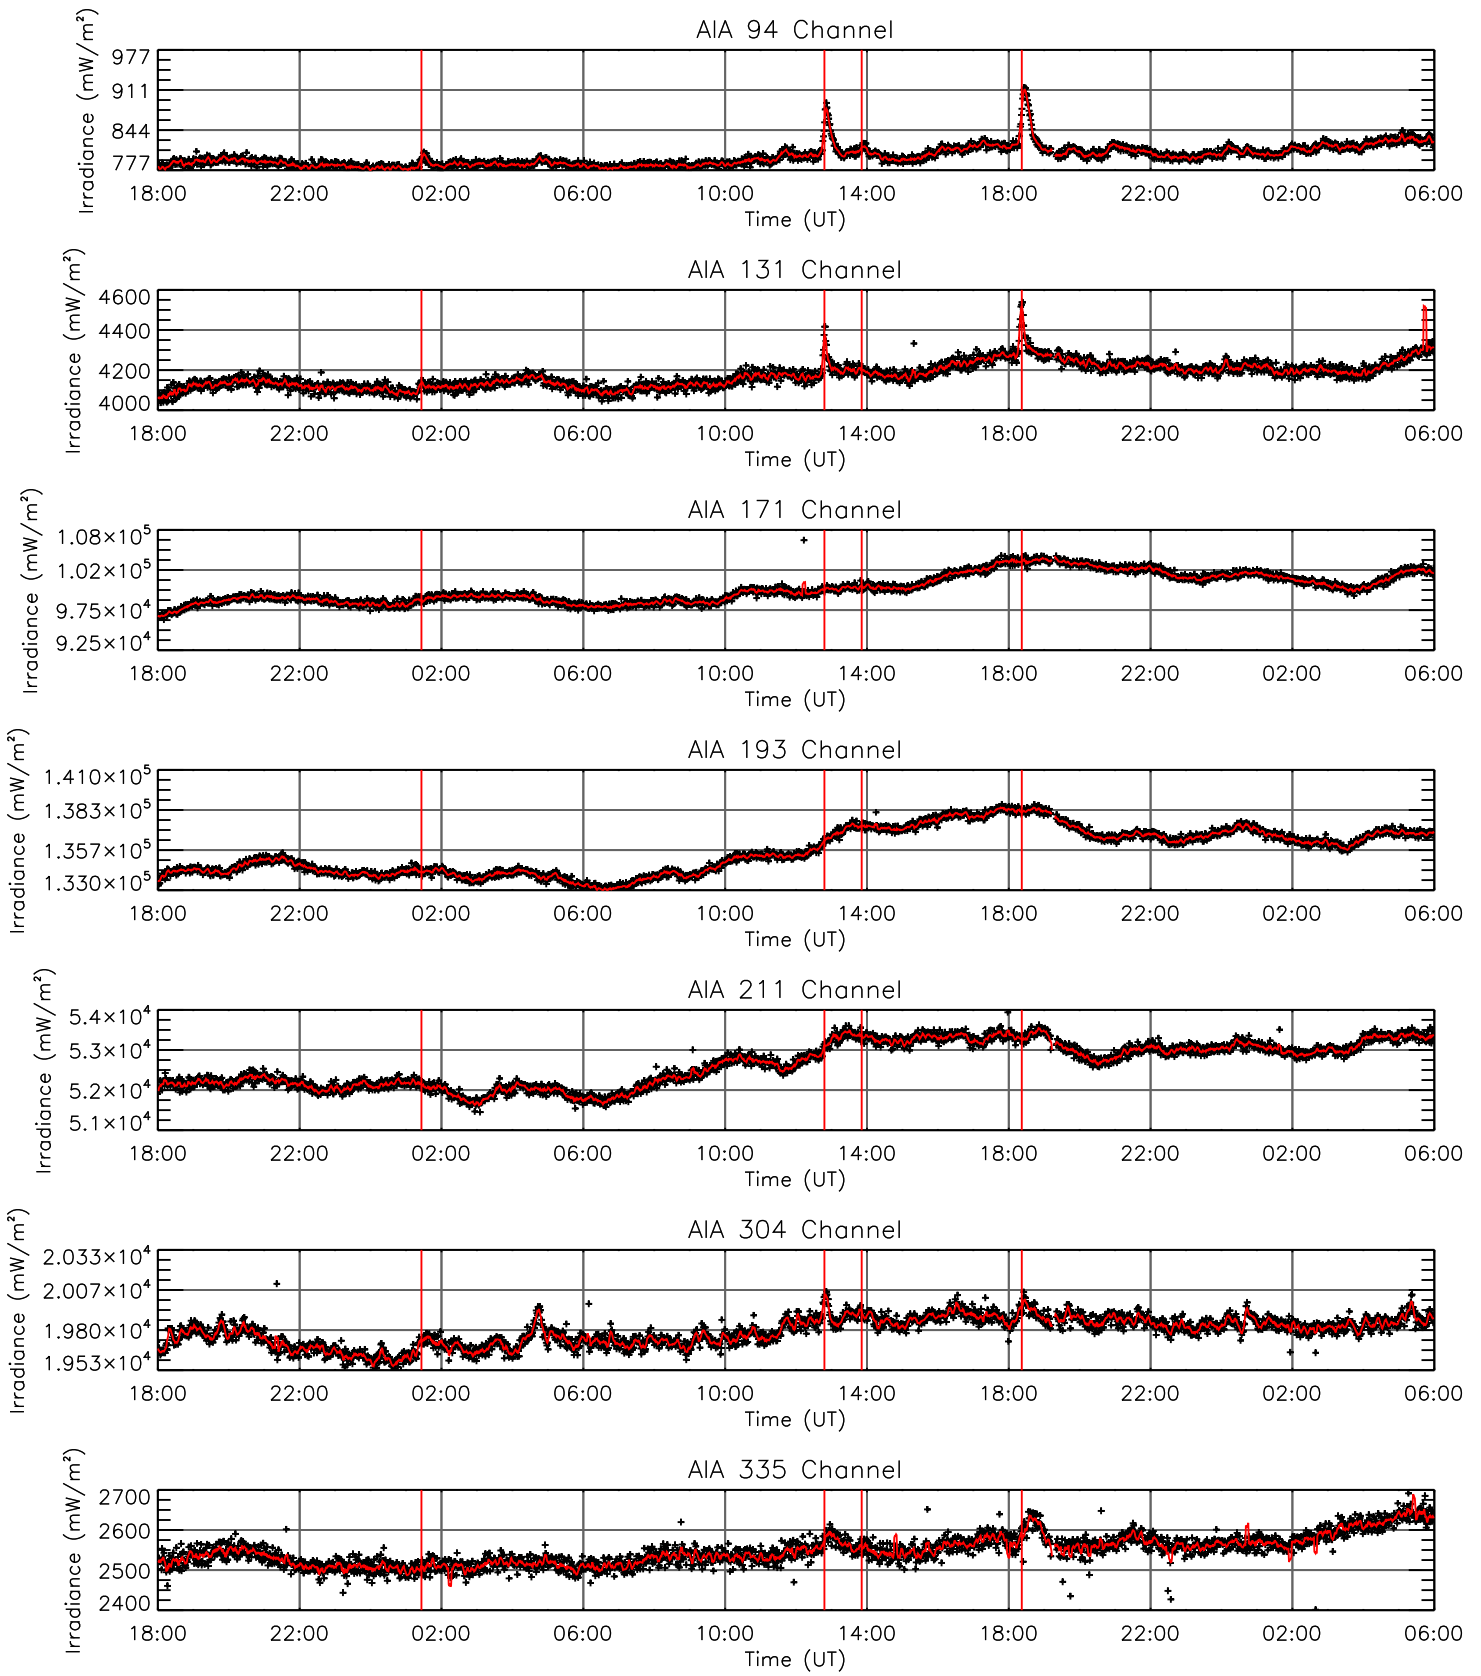 AIA 94 Channel
Irradiance (mW/m²)
977
911
844
777
18:00 22:00 02:00 06:00 10:00 14:00 18:00 22:00 02:00 06:00
Time (UT)
AIA 131 Channel
Irradiance (mW/m²)
4600
4400
4200
4000
18:00 22:00 02:00 06:00 10:00 14:00 18:00 22:00 02:00 06:00
Time (UT)
AIA 171 Channel
Irradiance (mW/m²)
1.08×10⁵
1.02×10⁵
9.75×10⁴
9.25×10⁴
18:00 22:00 02:00 06:00 10:00 14:00 18:00 22:00 02:00 06:00
Time (UT)
AIA 193 Channel
Irradiance (mW/m²)
1.410×10⁵
1.383×10⁵
1.357×10⁵
1.330×10⁵
18:00 22:00 02:00 06:00 10:00 14:00 18:00 22:00 02:00 06:00
Time (UT)
AIA 211 Channel
Irradiance (mW/m²)
5.4×10⁴
5.3×10⁴
5.2×10⁴
5.1×10⁴
18:00 22:00 02:00 06:00 10:00 14:00 18:00 22:00 02:00 06:00
Time (UT)
AIA 304 Channel
Irradiance (mW/m²)
2.033×10⁴
2.007×10⁴
1.980×10⁴
1.953×10⁴
18:00 22:00 02:00 06:00 10:00 14:00 18:00 22:00 02:00 06:00
Time (UT)
AIA 335 Channel
Irradiance (mW/m²)
2700
2600
2500
2400
18:00 22:00 02:00 06:00 10:00 14:00 18:00 22:00 02:00 06:00
Time (UT)